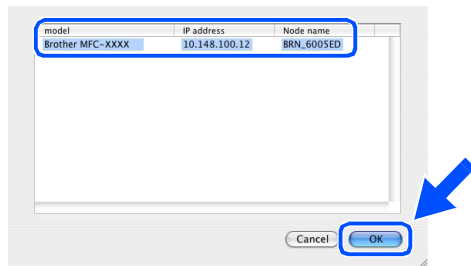 model IP address Node name
Brother MFC-XXXX 10.148.100.12 BRN_6005ED
Cancel OK